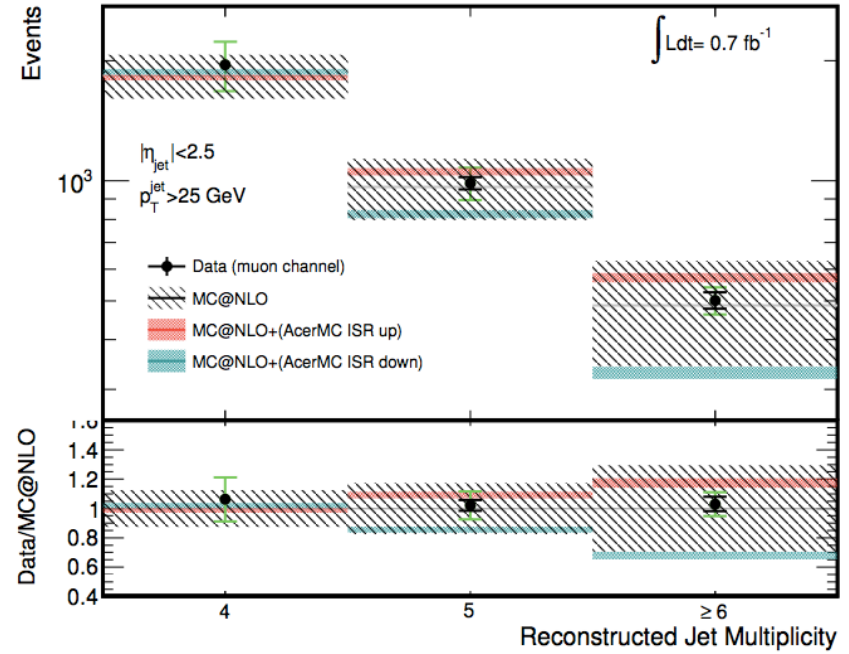 Events
∫Ldt= 0.7 fb⁻¹
|η_jet|<2.5
10³
p_T^jet>25 GeV
Data (muon channel)
MC@NLO
MC@NLO+(AcerMC ISR up)
MC@NLO+(AcerMC ISR down)
Data/MC@NLO
1.6
1.4
1.2
1
0.8
0.6
0.4
4 5 ≥6
Reconstructed Jet Multiplicity